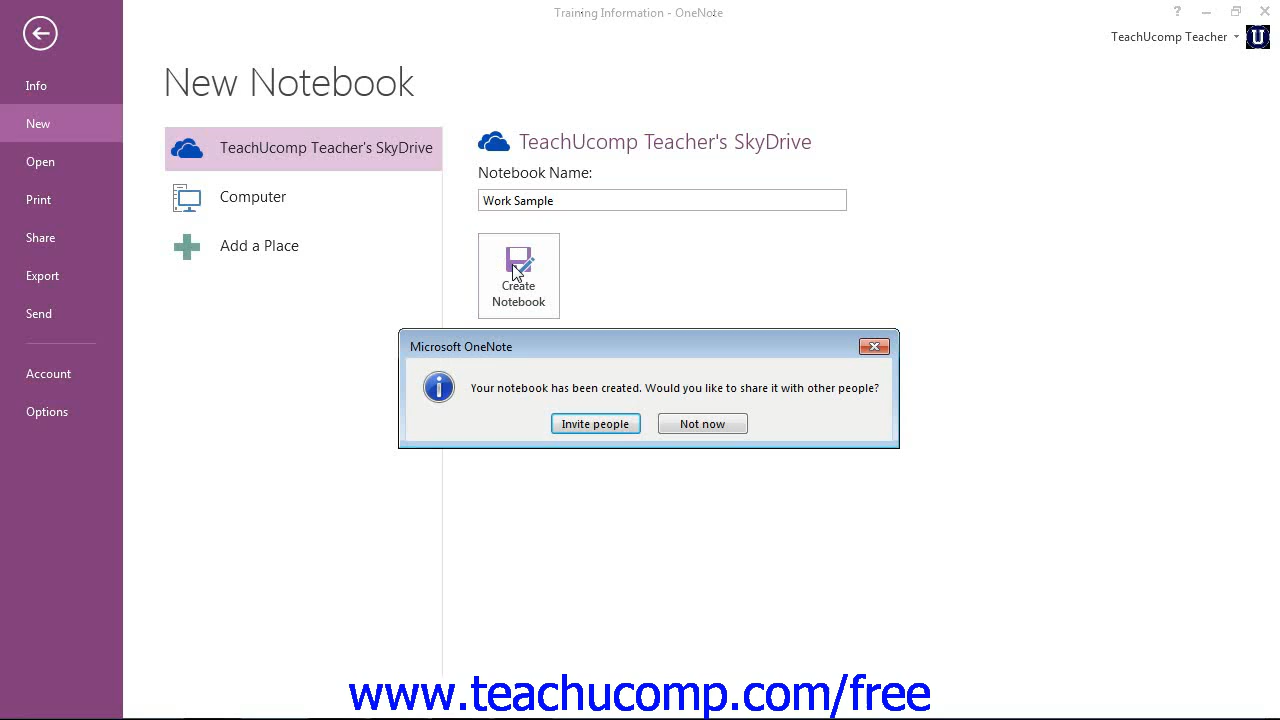 Training Information - OneNote
?
TeachUcomp Teacher
U
Info
New
Open
Print
Share
Export
Send
Account
Options
New Notebook
TeachUcomp Teacher's SkyDrive
Computer
Add a Place
TeachUcomp Teacher's SkyDrive
Notebook Name:
Work Sample
Create
Notebook
Microsoft OneNote
Your notebook has been created. Would you like to share it with other people?
Invite people
Not now
www.teachucomp.com/free